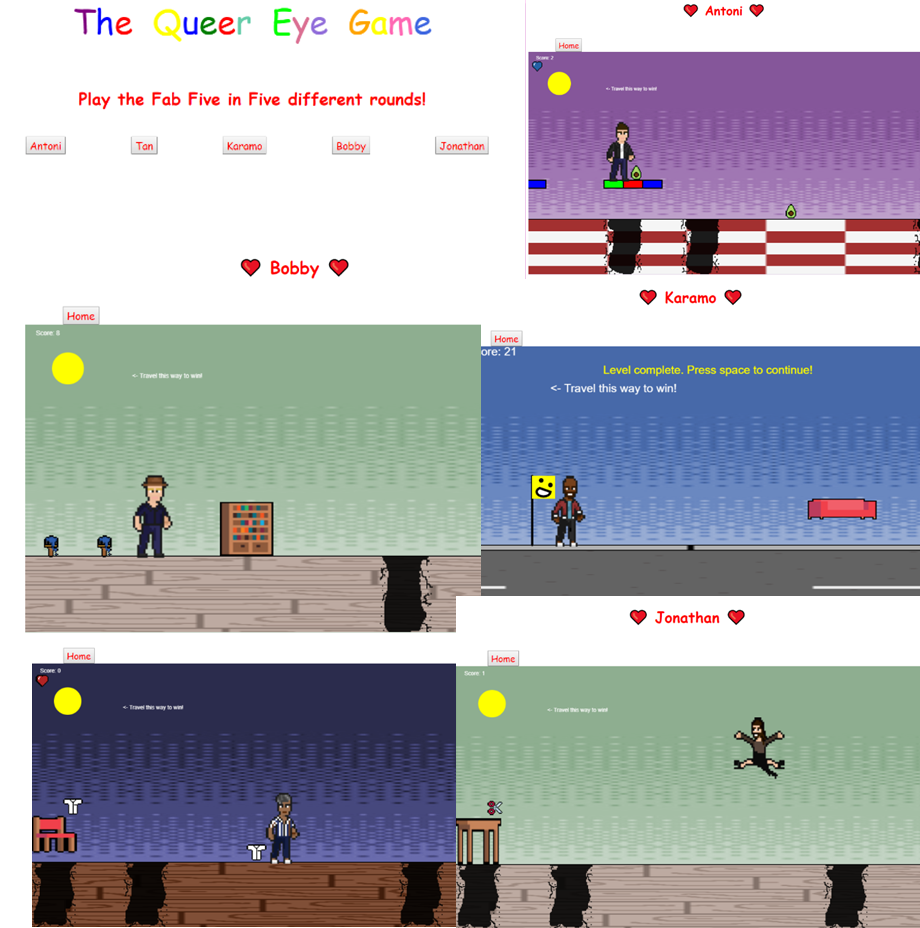 The Queer Eye Game
Play the Fab Five in Five different rounds!
Antoni Tan Karamo Bobby Jonathan
Antoni
Home
Score: 2
<- Travel this way to win!
Bobby
Home
Score: 8
<- Travel this way to win!
Karamo
Home
ore: 21
Level complete. Press space to continue!
<- Travel this way to win!
Home
Score: 0
<- Travel this way to win!
Jonathan
Home
Score: 1
<- Travel this way to win!